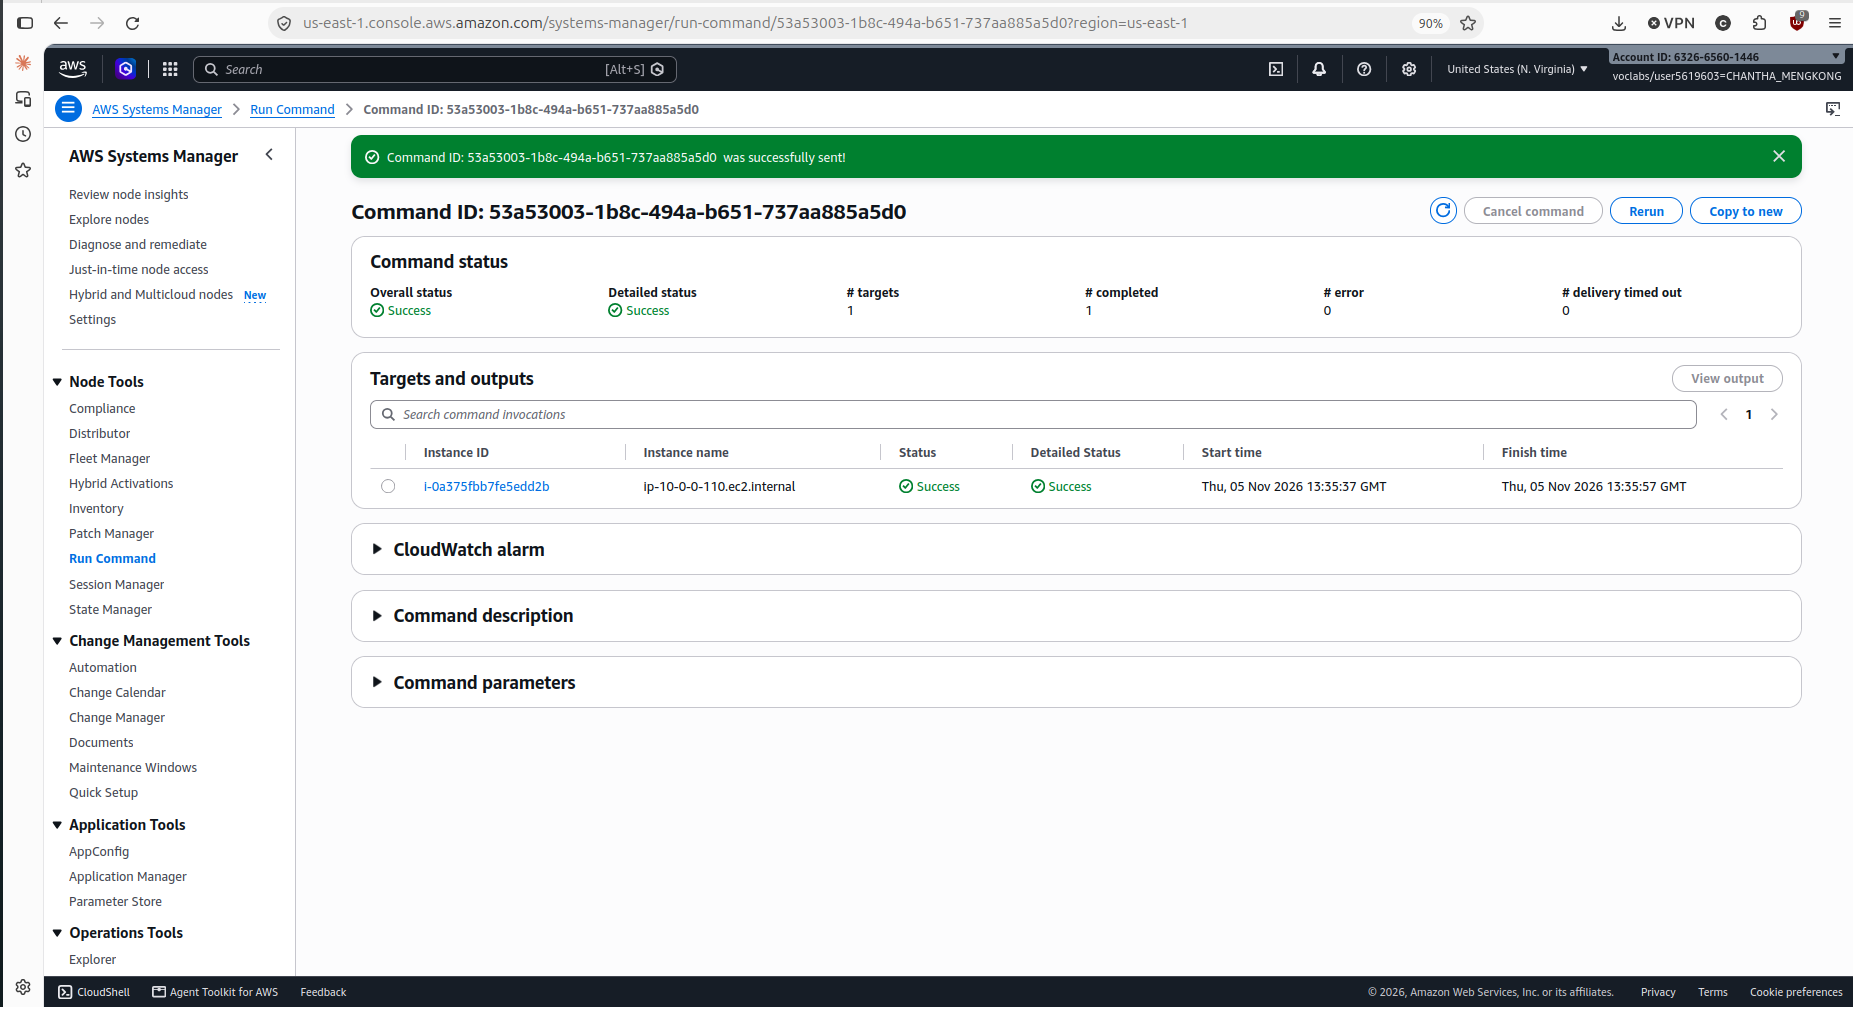 us-east-1.console.aws.amazon.com/systems-manager/run-command/53a53003-1b8c-494a-b651-737aa885a5d0?region=us-east-1
90%
VPN
C
9
aws
Search
[Alt+S]
United States (N. Virginia)
Account ID: 6326-6560-1446
voclabs/user5619603=CHANTHA_MENGKONG
AWS Systems Manager > Run Command > Command ID: 53a53003-1b8c-494a-b651-737aa885a5d0
AWS Systems Manager
Review node insights
Explore nodes
Diagnose and remediate
Just-in-time node access
Hybrid and Multicloud nodes New
Settings
Node Tools
Compliance
Distributor
Fleet Manager
Hybrid Activations
Inventory
Patch Manager
Run Command
Session Manager
State Manager
Change Management Tools
Automation
Change Calendar
Change Manager
Documents
Maintenance Windows
Quick Setup
Application Tools
AppConfig
Application Manager
Parameter Store
Operations Tools
Explorer
Command ID: 53a53003-1b8c-494a-b651-737aa885a5d0 was successfully sent!
Command ID: 53a53003-1b8c-494a-b651-737aa885a5d0
Cancel command
Rerun
Copy to new
Command status
Overall status Detailed status # targets # completed # error # delivery timed out
Success Success 1 1 0 0
Targets and outputs
View output
Search command invocations
1
Instance ID Instance name Status Detailed Status Start time Finish time
i-0a375fbb7fe5edd2b ip-10-0-0-110.ec2.internal Success Success Thu, 05 Nov 2026 13:35:37 GMT Thu, 05 Nov 2026 13:35:57 GMT
CloudWatch alarm
Command description
Command parameters
CloudShell Agent Toolkit for AWS Feedback
© 2026, Amazon Web Services, Inc. or its affiliates. Privacy Terms Cookie preferences